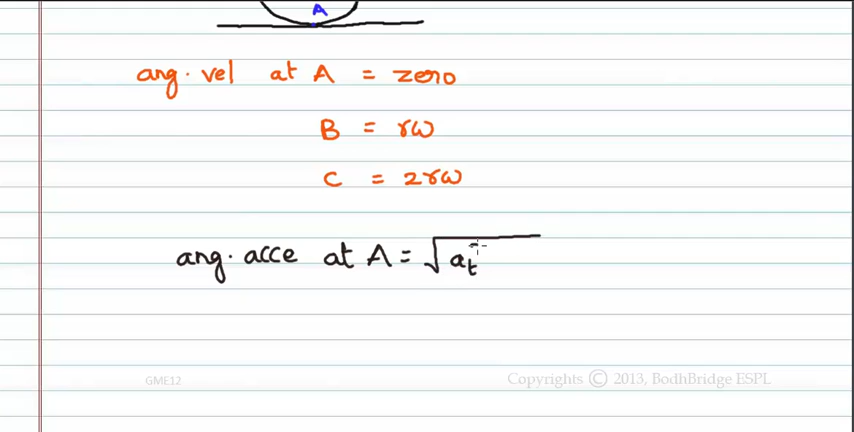 A
ang. vel at A = zero
B = rω
C = 2rω
ang. acce at A = √at
GME12
Copyrights © 2013, BodhBridge ESPL